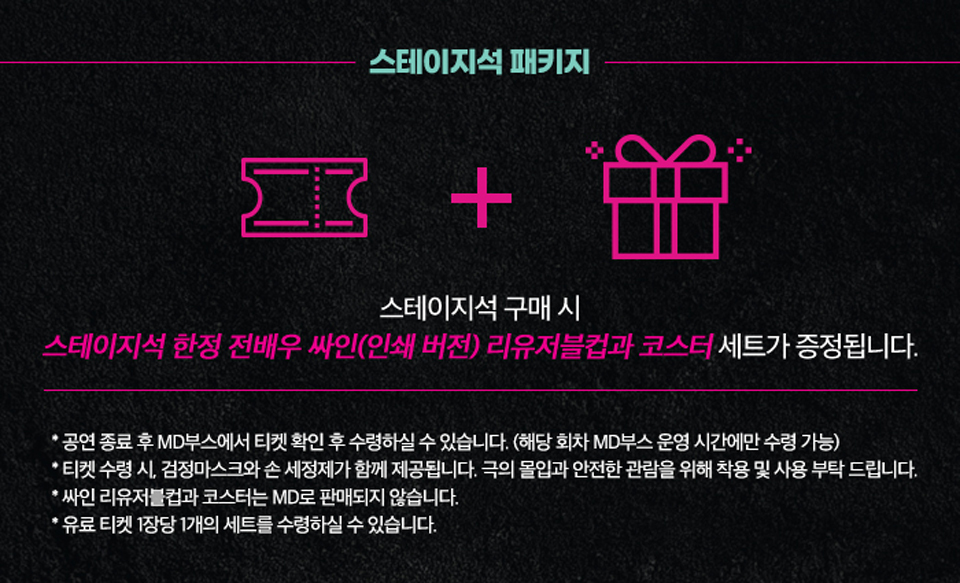 스테이지석 패키지
스테이지석 구매 시
스테이지석 한정 전배우 싸인(인쇄 버전) 리유저블컵과 코스터 세트가 증정됩니다.
* 공연 종료 후 MD부스에서 티켓 확인 후 수령하실 수 있습니다. (해당 회차 MD부스 운영 시간에만 수령 가능)
* 티켓 수령 시, 검정마스크와 손 세정제가 함께 제공됩니다. 극의 몰입과 안전한 관람을 위해 착용 및 사용 부탁 드립니다.
* 싸인 리유저블컵과 코스터는 MD로 판매되지 않습니다.
* 유료 티켓 1장당 1개의 세트를 수령하실 수 있습니다.